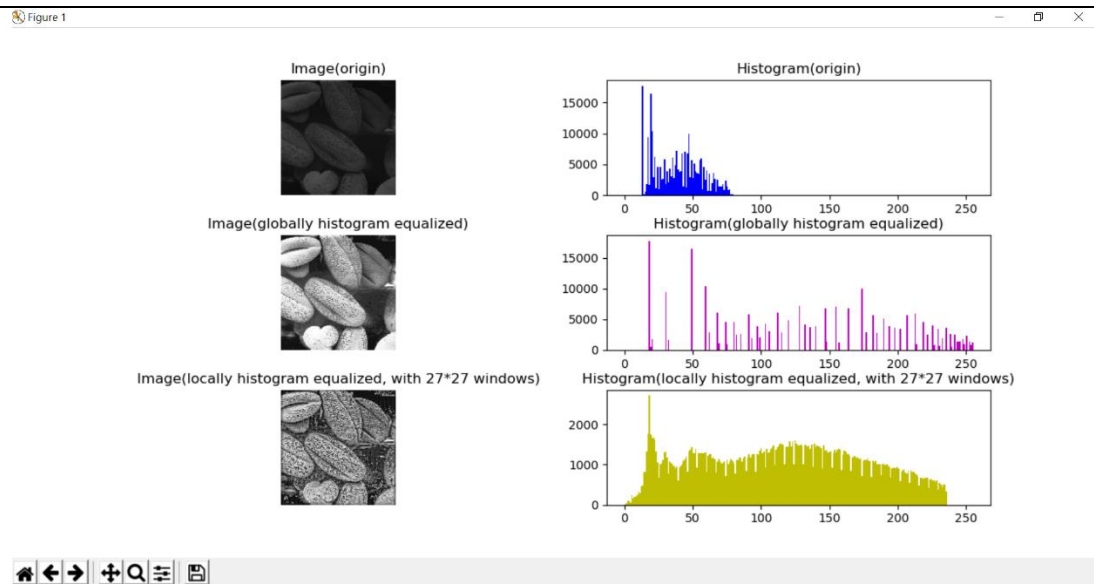 Figure 1
Image(origin)
Histogram(origin)
15000
10000
5000
0
0 50 100 150 200 250
Image(globally histogram equalized)
Histogram(globally histogram equalized)
15000
10000
5000
0
0 50 100 150 200 250
Image(locally histogram equalized, with 27*27 windows)
Histogram(locally histogram equalized, with 27*27 windows)
2000
1000
0
0 50 100 150 200 250